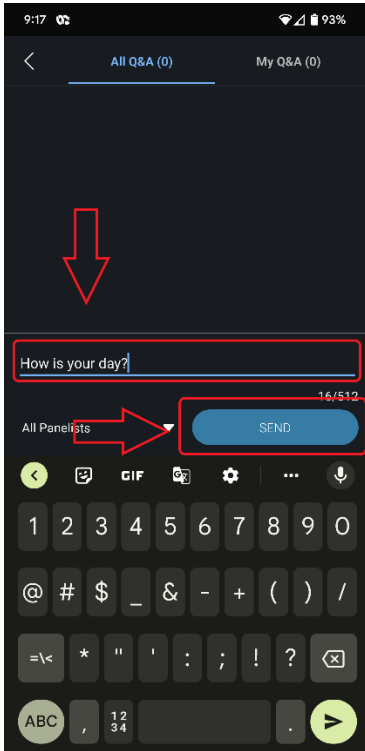 9:17 93%
All Q&A (0) My Q&A (0)
How is your day?
16/512
All Panelists SEND
GIF
1 2 3 4 5 6 7 8 9 0
@ # $ _ & - + ( ) /
=\< * " ' : ; ! ?
ABC , 12 34 .